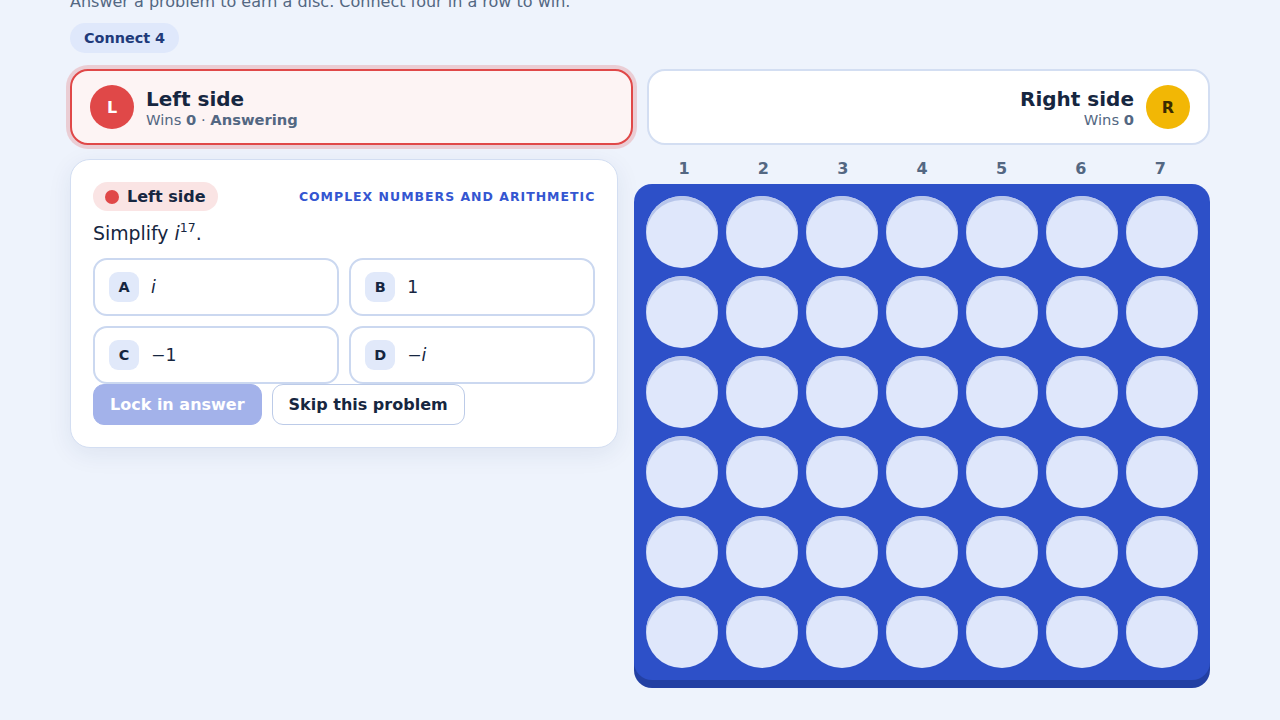 Answer a problem to earn a disc. Connect four in a row to win.
Connect 4
L
Left side
Wins 0 · Answering
Right side
Wins 0
R
Left side
COMPLEX NUMBERS AND ARITHMETIC
Simplify i¹⁷.
A i
B 1
C −1
D −i
Lock in answer
Skip this problem
1 2 3 4 5 6 7